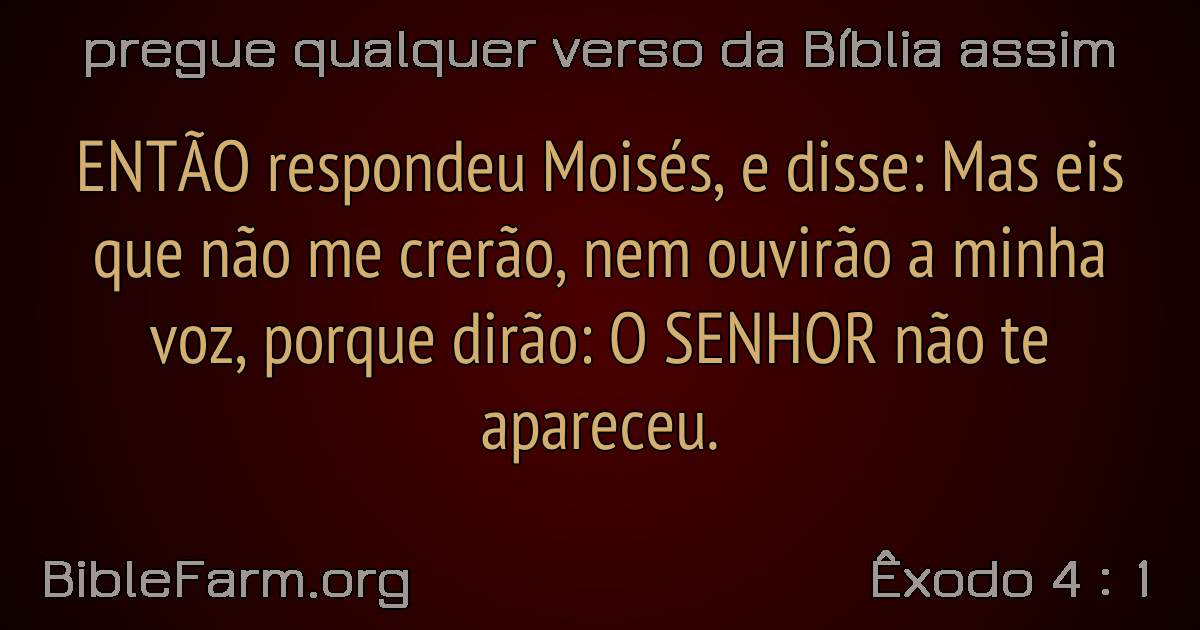 pregue qualquer verso da Bíblia assim
ENTÃO respondeu Moisés, e disse: Mas eis
que não me crerão, nem ouvirão a minha
voz, porque dirão: O SENHOR não te
apareceu.
BibleFarm.org
Êxodo 4 : 1